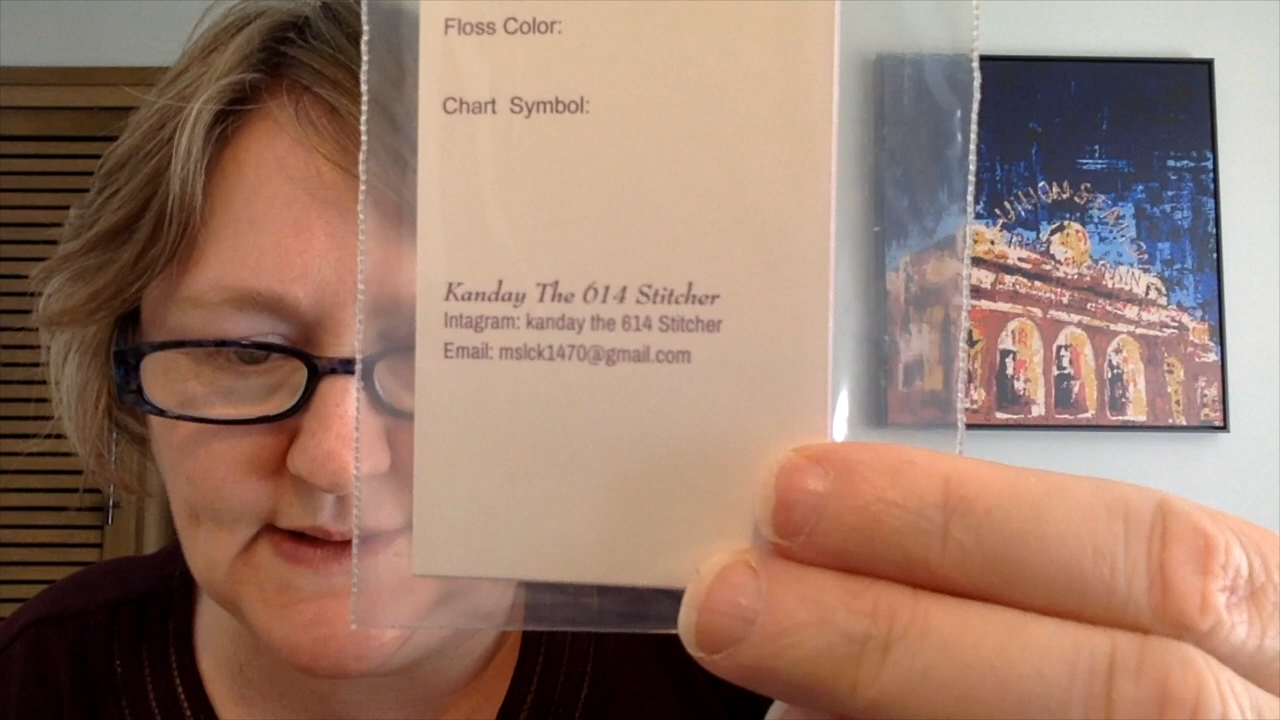 Floss Color:
Chart Symbol:
Kanday The 614 Stitcher
Intagram: kanday the 614 Stitcher
Email: mslck1470@gmail.com